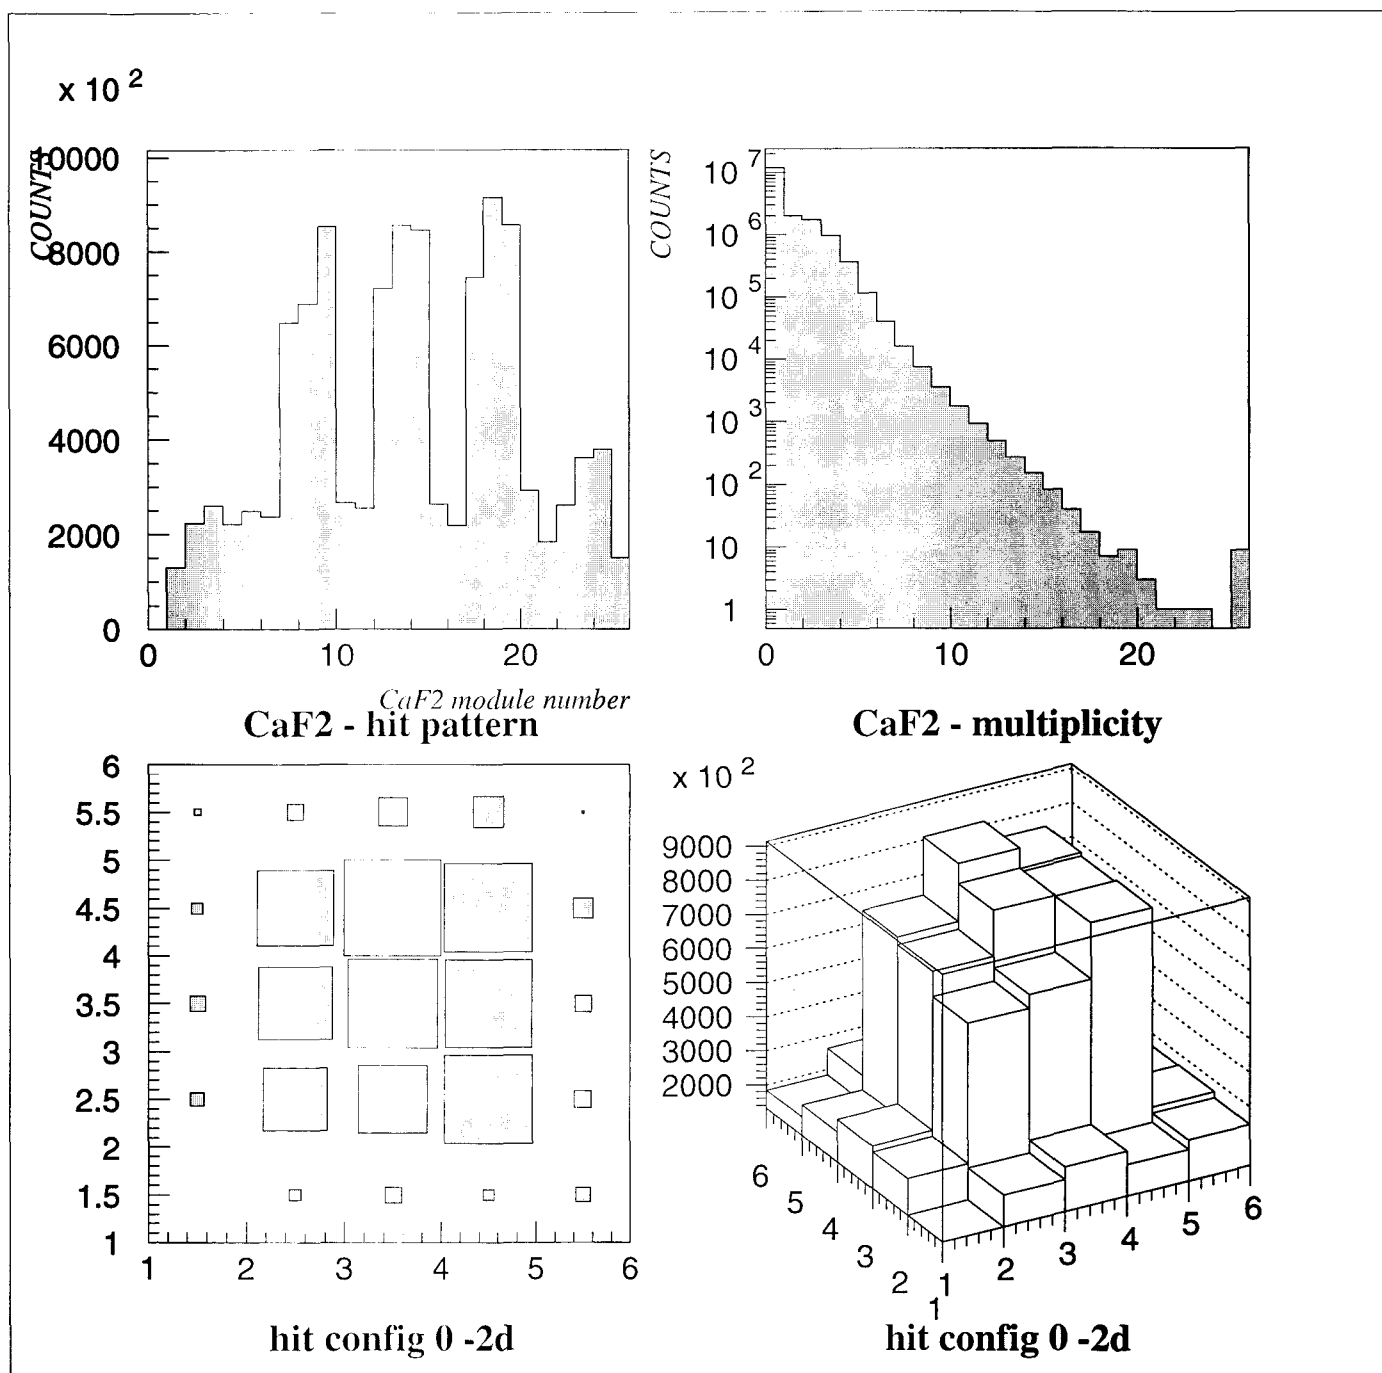 x 10 2
COUNTS
10000
8000
6000
4000
2000
0
0 10 20
CaF2 module number
CaF2 - hit pattern
COUNTS
10 7
10 6
10 5
10 4
10 3
10 2
10
1
0 10 20
CaF2 - multiplicity
6
5.5
5
4.5
4
3.5
3
2.5
2
1.5
1
1 2 3 4 5 6
hit config 0 -2d
x 10 2
9000
8000
7000
6000
5000
4000
3000
2000
6 5 4 3 2 1
1 2 3 4 5 6
hit config 0 -2d